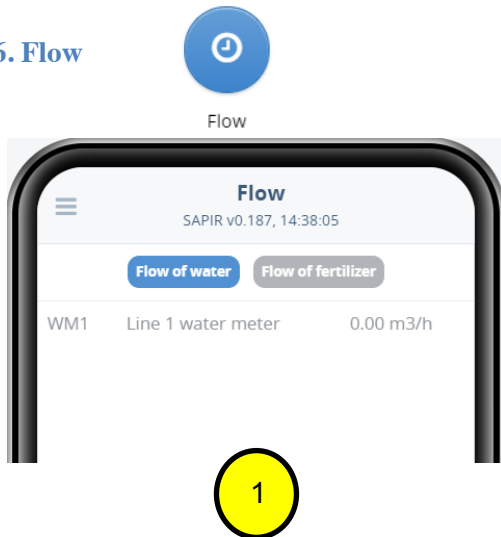 6. Flow
Flow
Flow
SAPIR v0.187, 14:38:05
Flow of water Flow of fertilizer
WM1 Line 1 water meter 0.00 m3/h
1